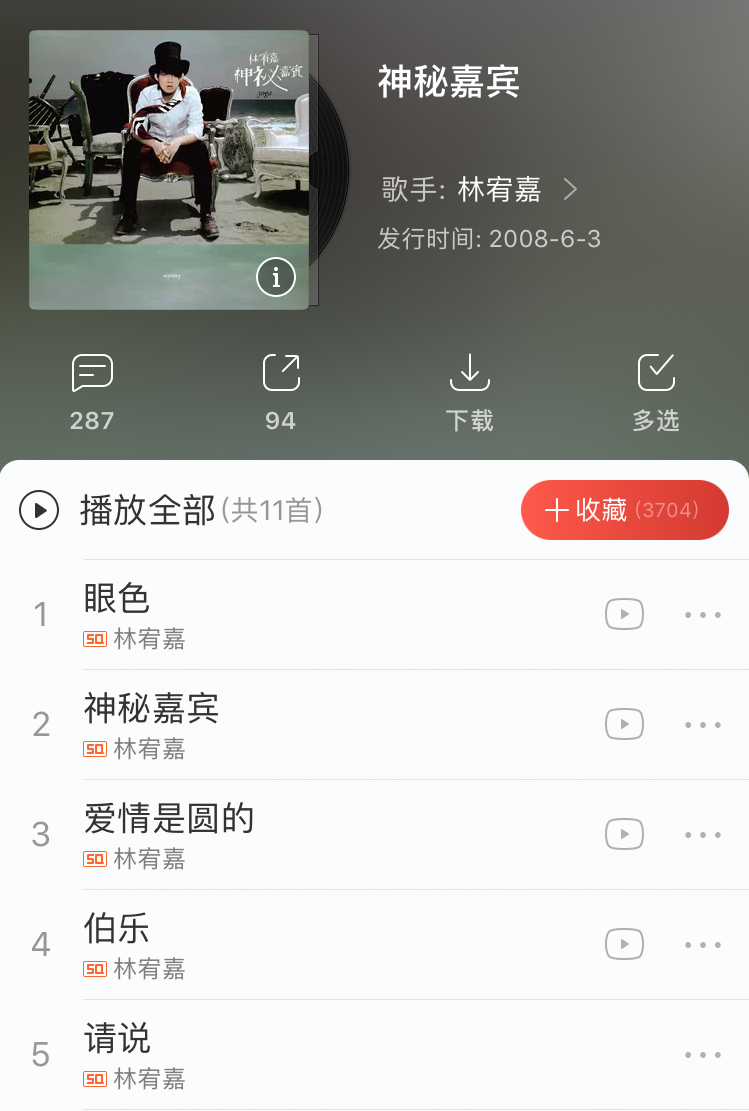 林宥嘉
神秘嘉賓
yoga
神秘嘉宾
歌手: 林宥嘉
发行时间: 2008-6-3
287
94
下载
多选
播放全部(共11首)
收藏(3704)
1
眼色
SQ 林宥嘉
2
神秘嘉宾
SQ 林宥嘉
3
爱情是圆的
SQ 林宥嘉
4
伯乐
SQ 林宥嘉
5
请说
SQ 林宥嘉